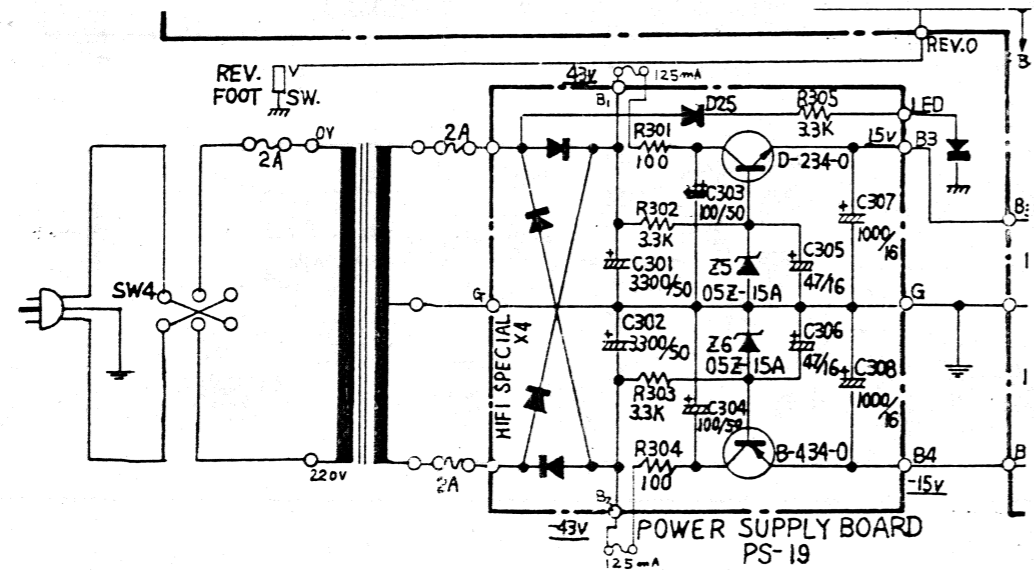 REV.O
B
REV.
FOOT
SW.
43V
125mA
B1
D25
R305
3.3K
LED
0V
2A
2A
R301
100
15V
B3
D-234-0
C303
100/50
C307
1000/16
R302
3.3K
C301
3300/50
Z5
05Z-15A
C305
47/16
SW4
G
G
HIFI SPECIAL
X4
C302
3300/50
Z6
05Z-15A
C306
47/16
R303
3.3K
C304
100/50
C308
1000/16
R304
100
B-434-0
B4
-15V
B
220V
2A
B2
-43V
125mA
POWER SUPPLY BOARD
PS-19